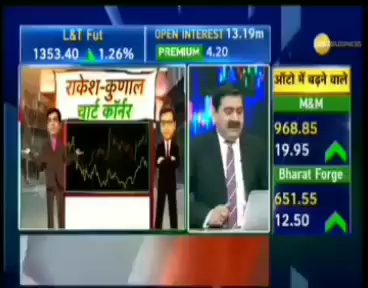 L&T Fut
1353.40 1.26%
OPEN INTEREST 13.19m
PREMIUM 4.20
राकेश-कुणाल
चार्ट कॉर्नर
ऑटो में बढ़ने वाले
M&M
968.85
19.95
Bharat Forge
651.55
12.50